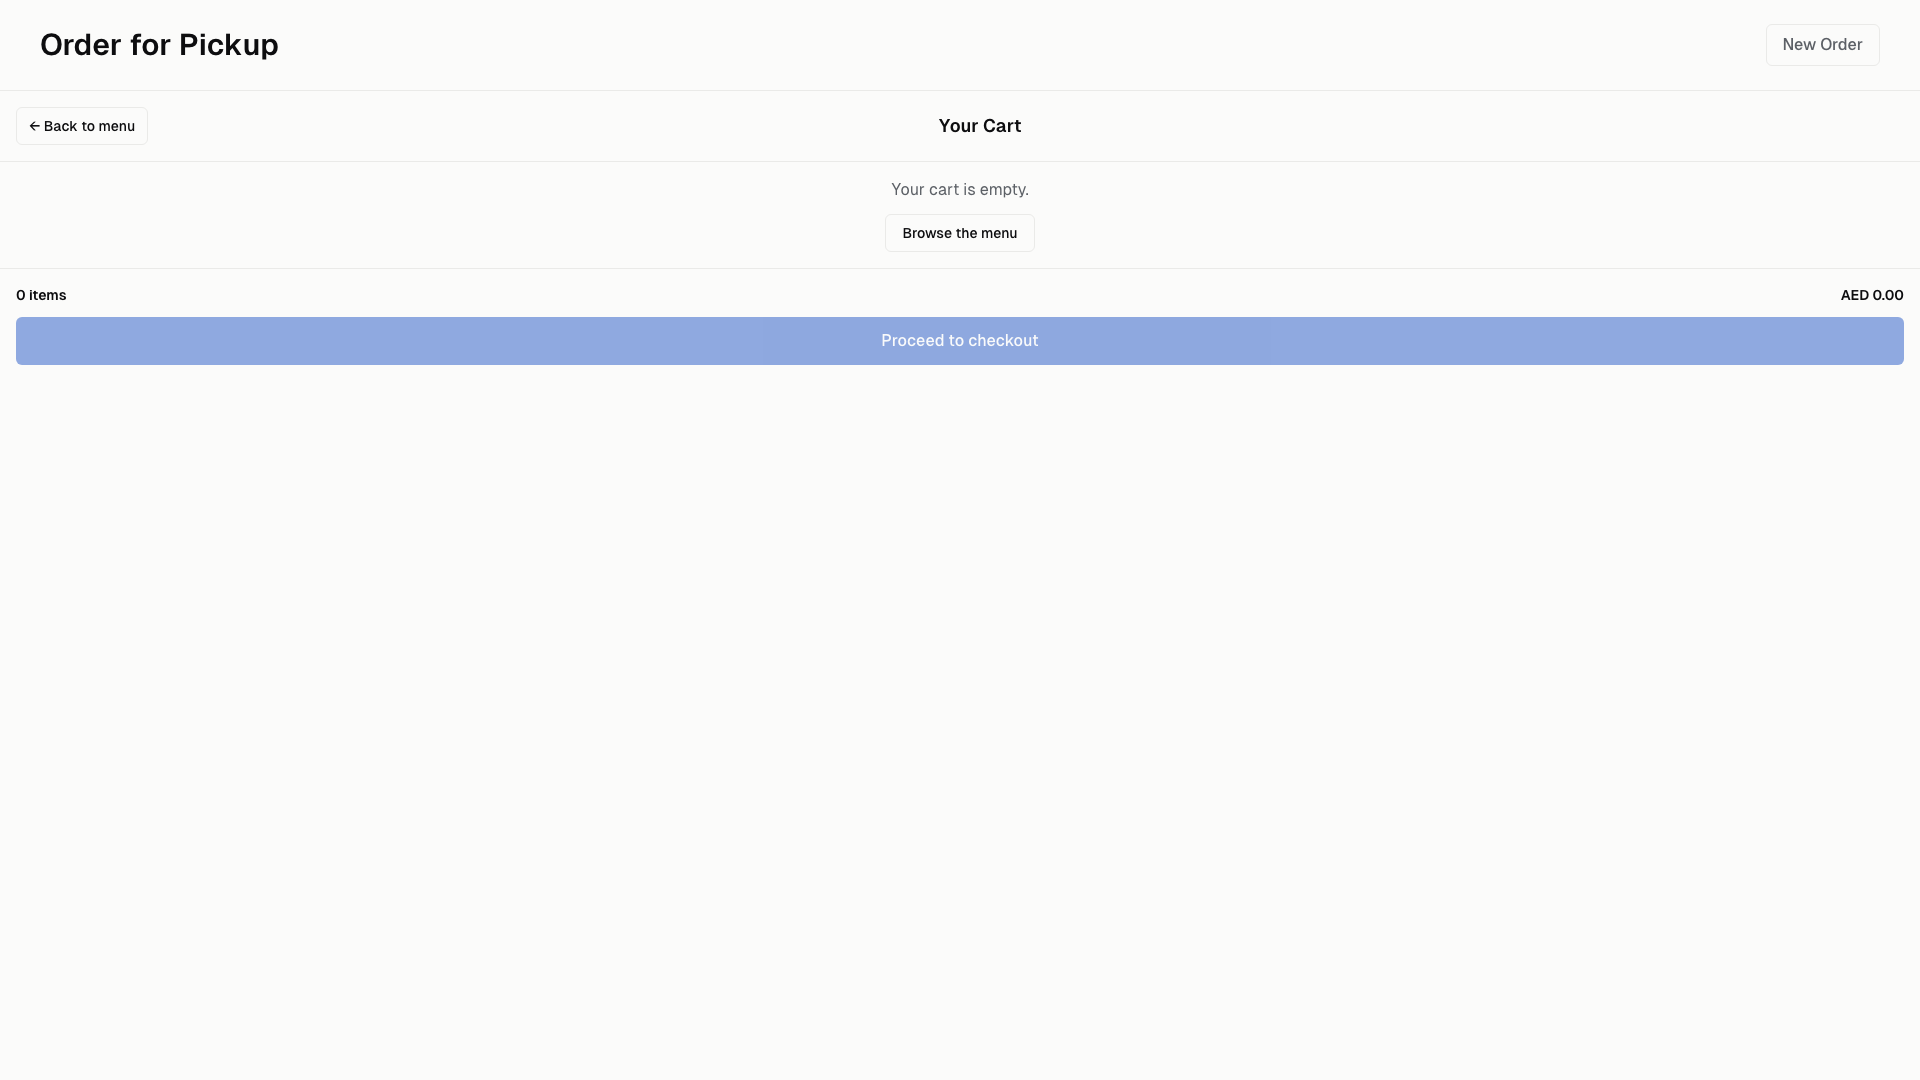 Order for Pickup
New Order
← Back to menu
Your Cart
Your cart is empty.
Browse the menu
0 items
AED 0.00
Proceed to checkout